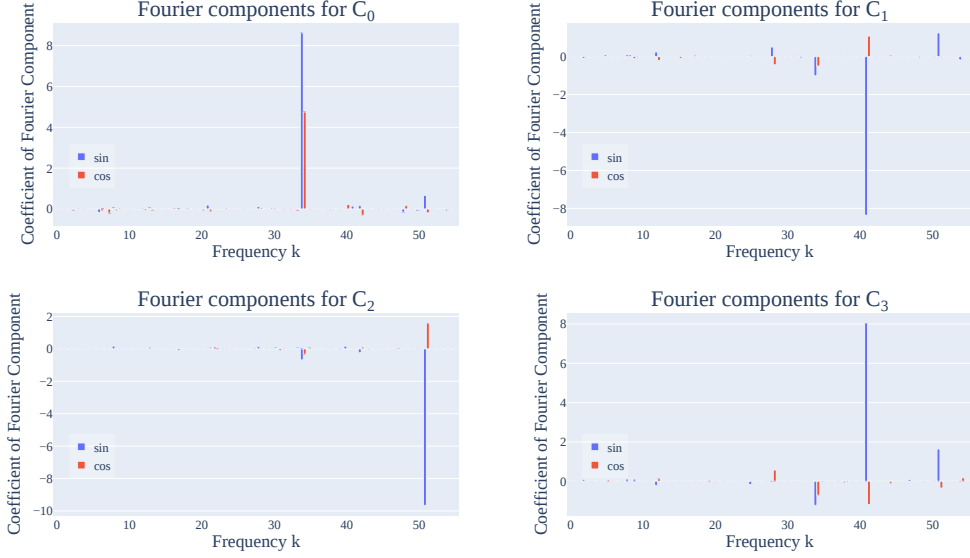 Fourier components for C₀
Coefficient of Fourier Component
8
6
4
2
0
sin
cos
0 10 20 30 40 50
Frequency k
Fourier components for C₁
Coefficient of Fourier Component
0
−2
−4
−6
−8
sin
cos
0 10 20 30 40 50
Frequency k
Fourier components for C₂
Coefficient of Fourier Component
2
0
−2
−4
−6
−8
−10
sin
cos
0 10 20 30 40 50
Frequency k
Fourier components for C₃
Coefficient of Fourier Component
8
6
4
2
0
sin
cos
0 10 20 30 40 50
Frequency k